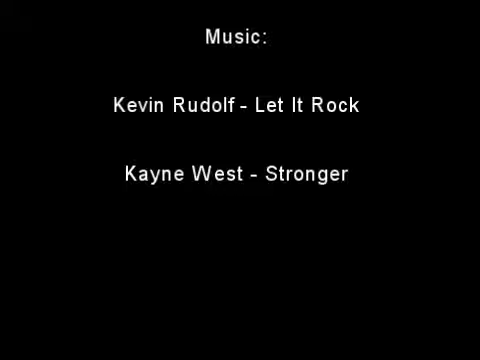 Music:
Kevin Rudolf - Let It Rock
Kayne West - Stronger